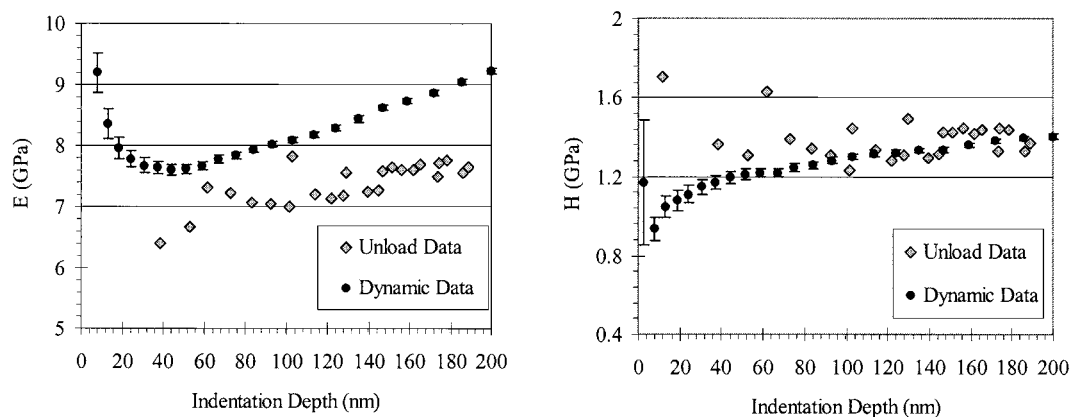 10
9
8
7
6
5
E ((GPa)
0 20 40 60 80 100 120 140 160 180 200
Indentation Depth (nm)
Unload Data
Dynamic Data
2
1.6
1.2
0.8
0.4
H (GPa)
0 20 40 60 80 100 120 140 160 180 200
Indentation Depth (nm)
Unload Data
Dynamic Data